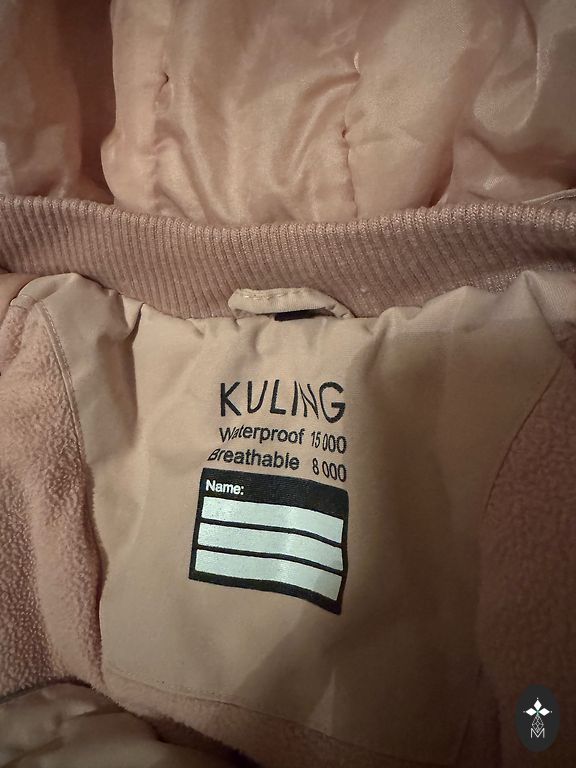 KULING
Waterproof 15 000
Breathable 8 000
Name: